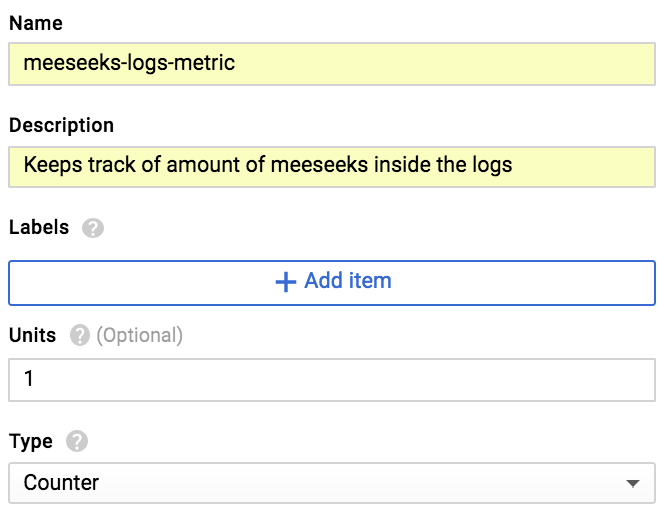 Name
meeseeks-logs-metric
Description
Keeps track of amount of meeseeks inside the logs
Labels ?
+ Add item
Units ? (Optional)
1
Type ?
Counter